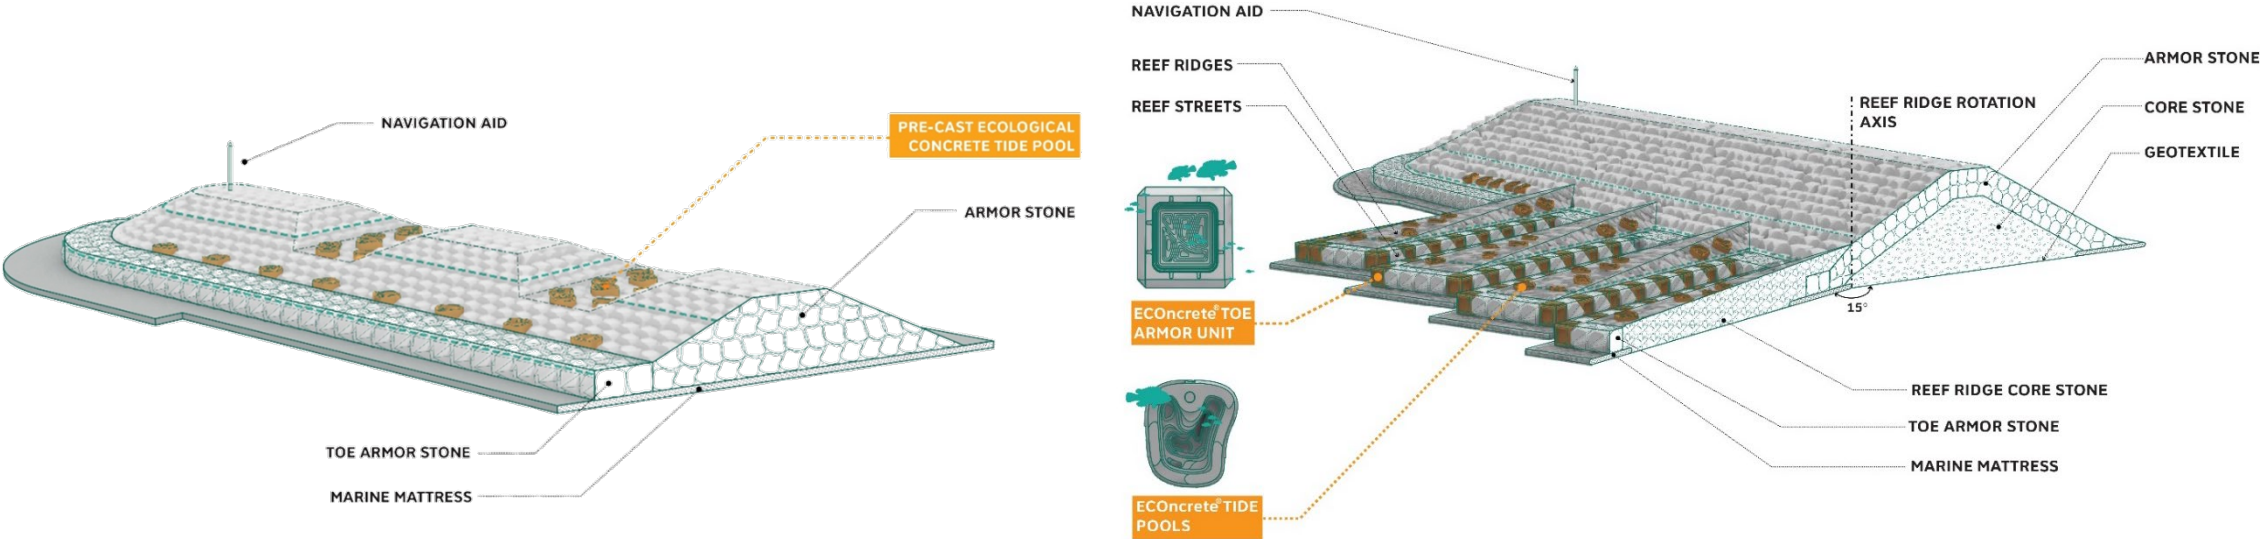 NAVIGATION AID
PRE-CAST ECOLOGICAL
CONCRETE TIDE POOL
ARMOR STONE
TOE ARMOR STONE
MARINE MATTRESS
NAVIGATION AID
REEF RIDGES
REEF STREETS
ECOncrete® TOE
ARMOR UNIT
ECOncrete® TIDE
POOLS
ARMOR STONE
REEF RIDGE ROTATION
AXIS
CORE STONE
GEOTEXTILE
15°
REEF RIDGE CORE STONE
TOE ARMOR STONE
MARINE MATTRESS